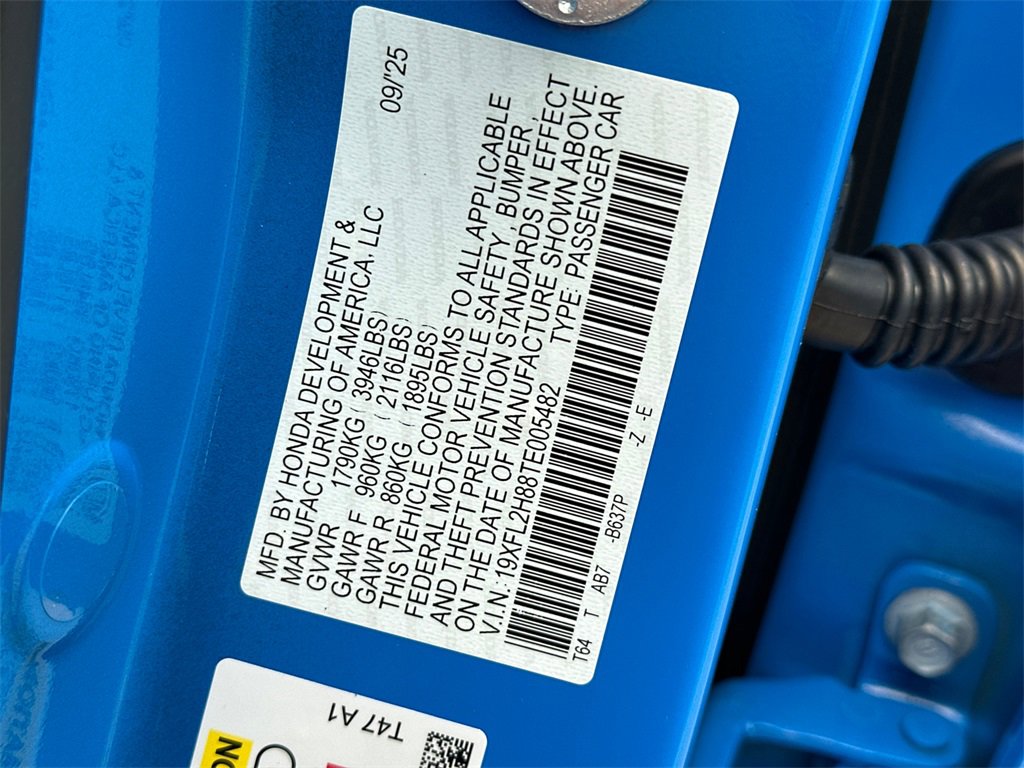 09/'25
MFD. BY HONDA DEVELOPMENT &
MANUFACTURING OF AMERICA, LLC
GVWR 1790KG ( 3946LBS)
GAWR F 960KG ( 2116LBS)
GAWR R 860KG ( 1895LBS)
THIS VEHICLE CONFORMS TO ALL APPLICABLE
FEDERAL MOTOR VEHICLE SAFETY, BUMPER,
AND THEFT PREVENTION STANDARDS IN EFFECT
ON THE DATE OF MANUFACTURE SHOWN ABOVE.
V.I.N.:19XFL2H88TE005482 TYPE: PASSENGER CAR
T64 T AB7 -B637P -Z -E
T47 A1